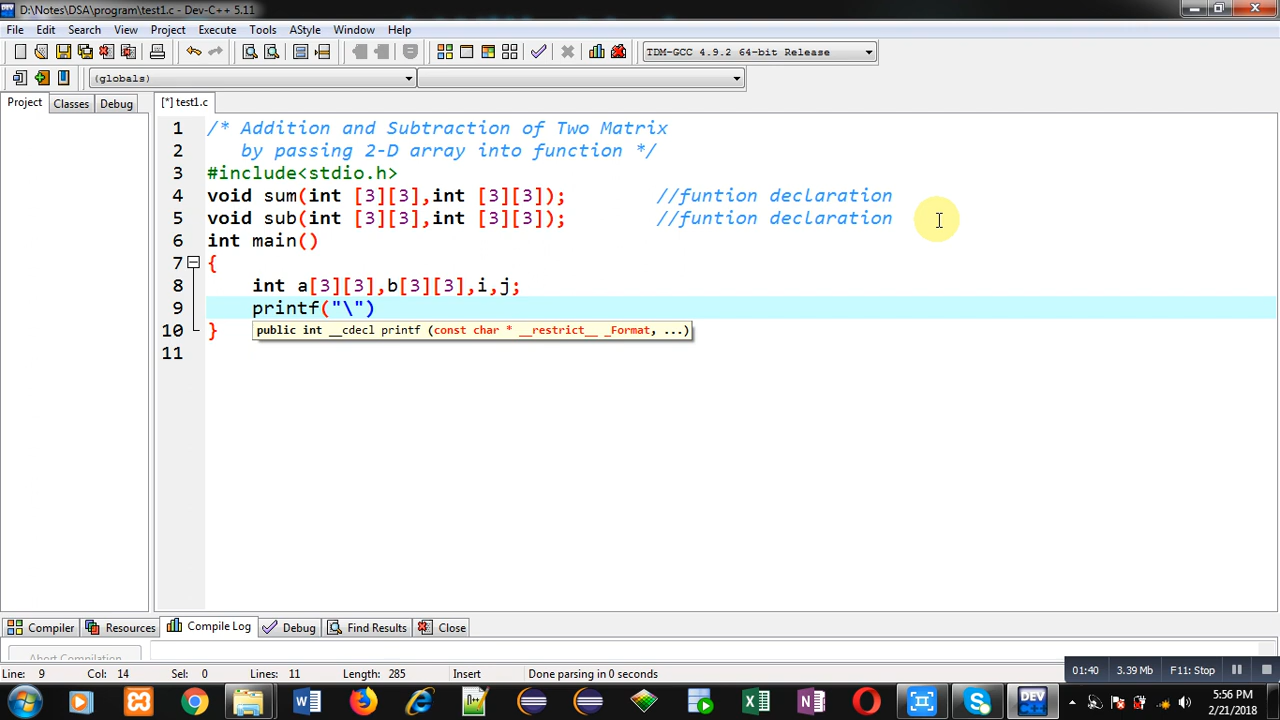 D:\Notes\DSA\program\test1.c - Dev-C++ 5.11
File Edit Search View Project Execute Tools AStyle Window Help
TDM-GCC 4.9.2 64-bit Release
(globals)
Project Classes Debug [*] test1.c
1 /* Addition and Subtraction of Two Matrix
2 by passing 2-D array into function */
3 #include<stdio.h>
4 void sum(int [3][3],int [3][3]); //funtion declaration
5 void sub(int [3][3],int [3][3]); //funtion declaration
6 int main()
7 {
8 int a[3][3],b[3][3],i,j;
9 printf("\")
public int __cdecl printf (const char * __restrict__ _Format, ...)
10 }
11
Compiler Resources Compile Log Debug Find Results Close
Abort Compilation
Line: 9 Col: 14 Sel: 0 Lines: 11 Length: 285 Insert Done parsing in 0 seconds
01:40 3.39 Mb F11: Stop
5:56 PM
2/21/2018